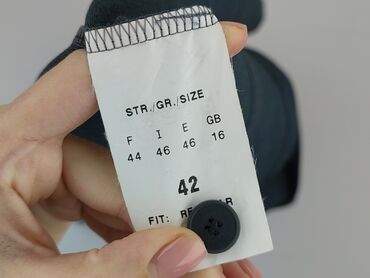 STR./GR./SIZE
F I E GB
44 46 46 16
42
FIT: